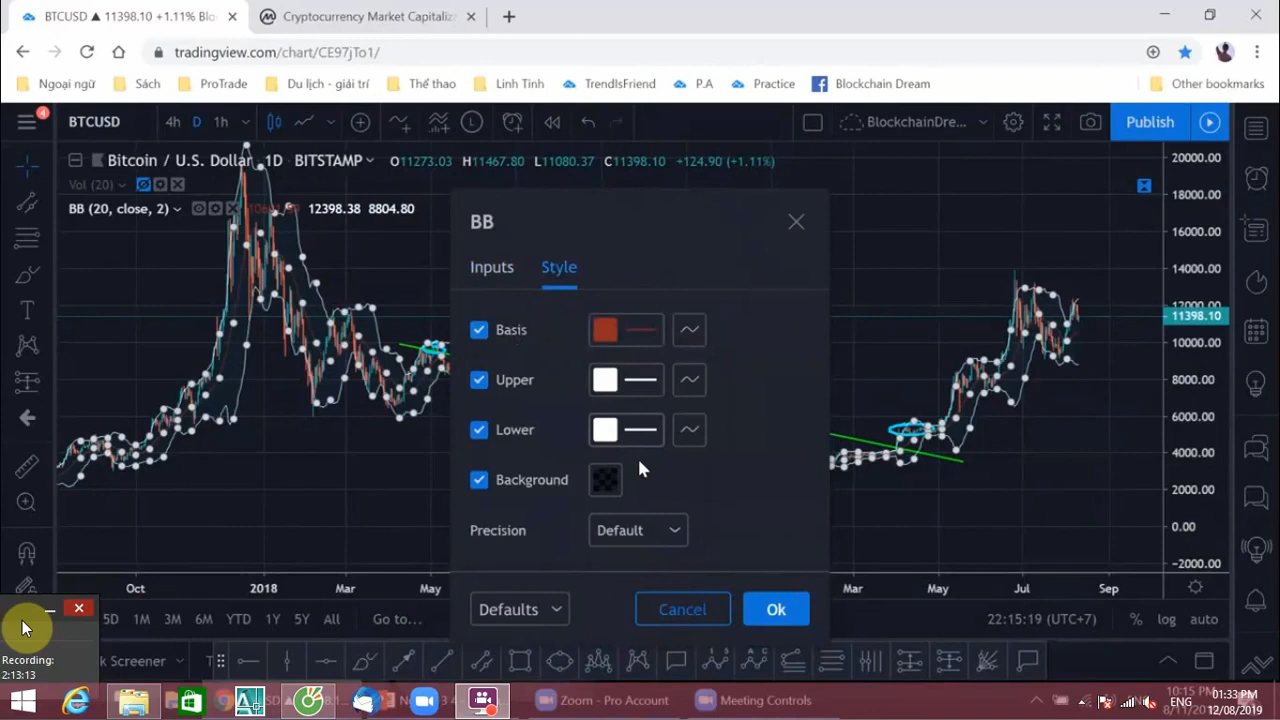 BTCUSD ▲ 11398.10 +1.11% Blo
Cryptocurrency Market Capitaliz
tradingview.com/chart/CE97jTo1/
Ngoại ngữ
Sách
ProTrade
Du lịch - giải trí
Thể thao
Linh Tinh
TrendIsFriend
P.A
Practice
Blockchain Dream
Other bookmarks
4
BTCUSD
4h D 1h
BlockchainDre...
Publish
Bitcoin / U.S. Dollar 1D BITSTAMP
O11273.03 H11467.80 L11080.37 C11398.10 +124.90 (+1.11%)
Vol (20)
BB (20, close, 2)
12398.38 8804.80
20000.00
18000.00
16000.00
14000.00
12000.00
11398.10
10000.00
8000.00
6000.00
4000.00
2000.00
0.00
−2000.00
BB
Inputs Style
Basis
Upper
Lower
Background
Precision Default
Defaults Cancel Ok
Oct 2018 Mar May Mar May Jul Sep
5D 1M 3M 6M YTD 1Y 5Y All Go to...
22:15:19 (UTC+7) % log auto
Recording:
2:13:13
k Screener
Zoom - Pro Account
Meeting Controls
ENG
10:15 PM
01:33 PM
12/08/2019